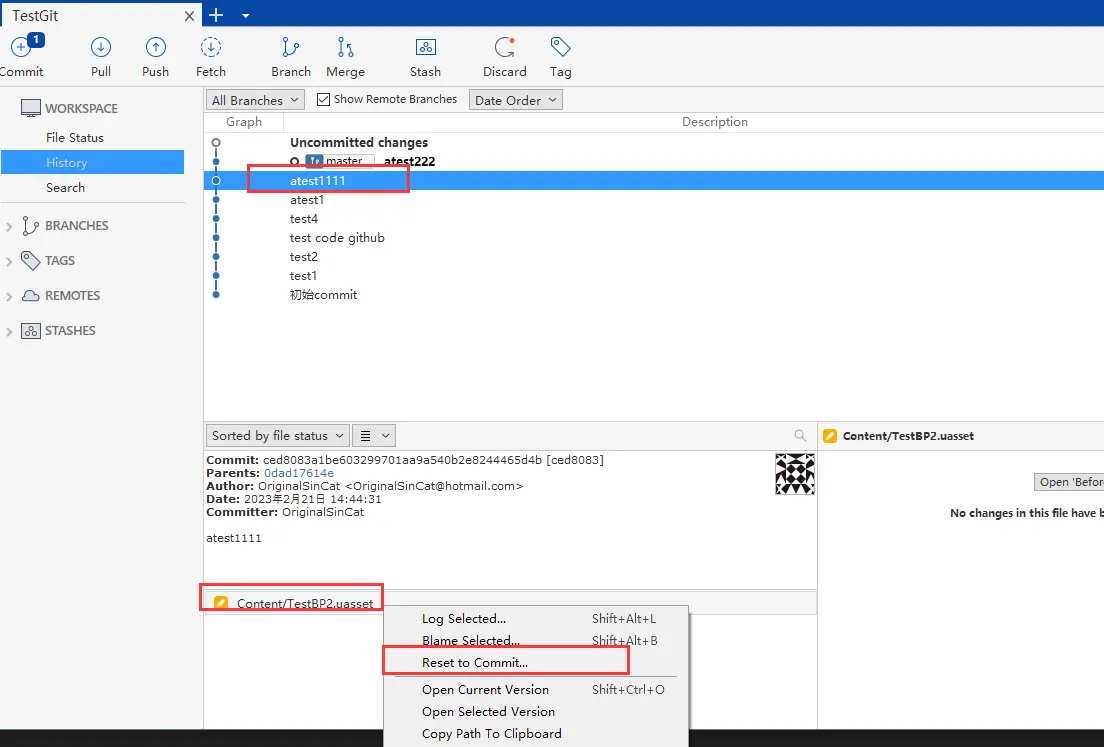 TestGit
1
Commit Pull Push Fetch Branch Merge Stash Discard Tag
WORKSPACE
File Status
History
Search
BRANCHES
TAGS
REMOTES
STASHES
All Branches Show Remote Branches Date Order
Graph Description
Uncommitted changes
master atest222
atest1111
atest1
test4
test code github
test2
test1
初始commit
Sorted by file status
Commit: ced8083a1be603299701aa9a540b2e8244465d4b [ced8083]
Parents: 0dad17614e
Author: OriginalSinCat <OriginalSinCat@hotmail.com>
Date: 2023年2月21日 14:44:31
Committer: OriginalSinCat
atest1111
Content/TestBP2.uasset
Content/TestBP2.uasset
Open 'Befor
No changes in this file have b
Log Selected... Shift+Alt+L
Blame Selected... Shift+Alt+B
Reset to Commit...
Open Current Version Shift+Ctrl+O
Open Selected Version
Copy Path To Clipboard